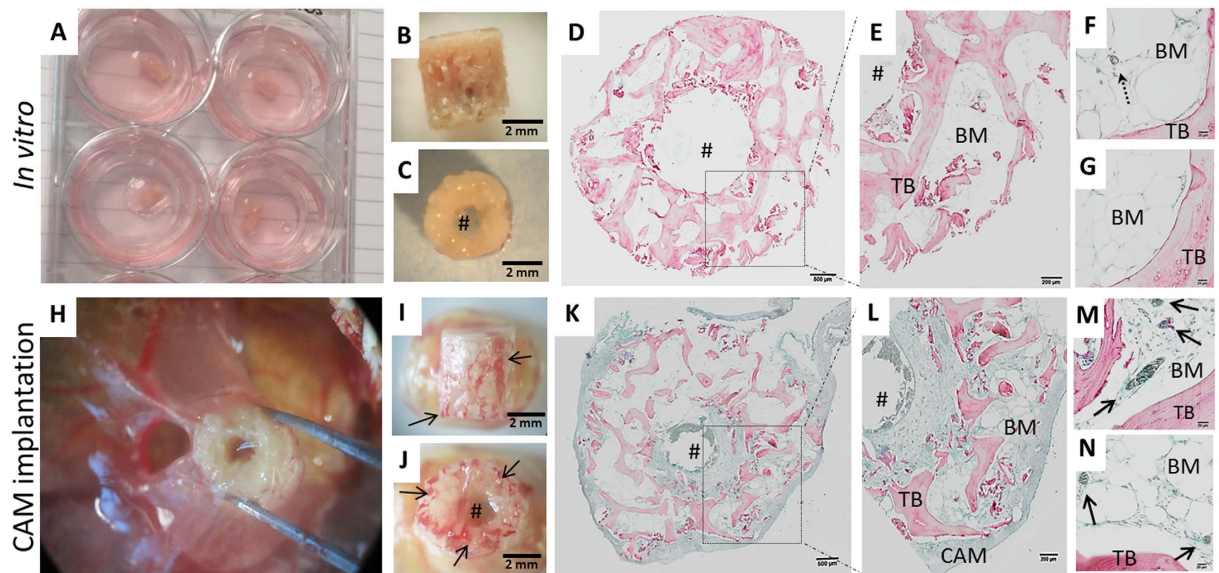 In vitro
A
B
2 mm
C
#
2 mm
D
#
500 µm
E
#
BM
TB
200 µm
F
BM
TB
G
BM
TB
CAM implantation
H
I
2 mm
J
#
2 mm
K
#
500 µm
L
#
BM
TB
CAM
200 µm
M
BM
TB
N
BM
TB